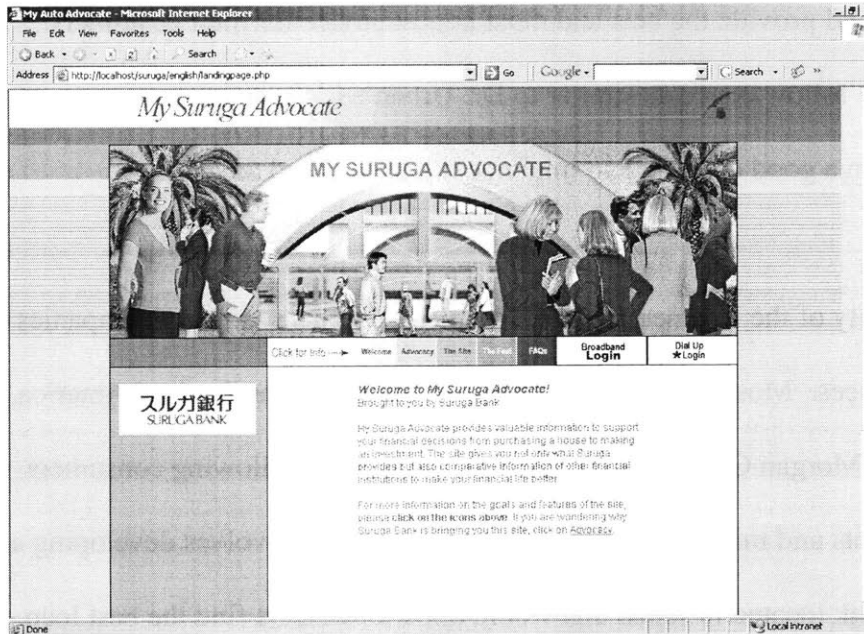 My Auto Advocate - Microsoft Internet Explorer
File Edit View Favorites Tools Help
Back Search
Address http://localhost/suruga/english/landingpage.php Go Google Search »
My Suruga Advocate
MY SURUGA ADVOCATE
Click for Info Welcome Advocacy The Site The Tool FAQs Broadband Login Dial Up ★Login
スルガ銀行
SURUGA BANK
Welcome to My Suruga Advocate!
Brought to you by Suruga Bank
My Suruga Advocate provides valuable information to support
your financial decisions from purchasing a house to making
an investment. The site gives you not only what Suruga
provides but also comparative information of other financial
institutions to make your financial life better.
For more information on the goals and features of the site,
please click on the icons above. If you are wondering why
Suruga Bank is bringing you this site, click on Advocacy.
Done
Local intranet